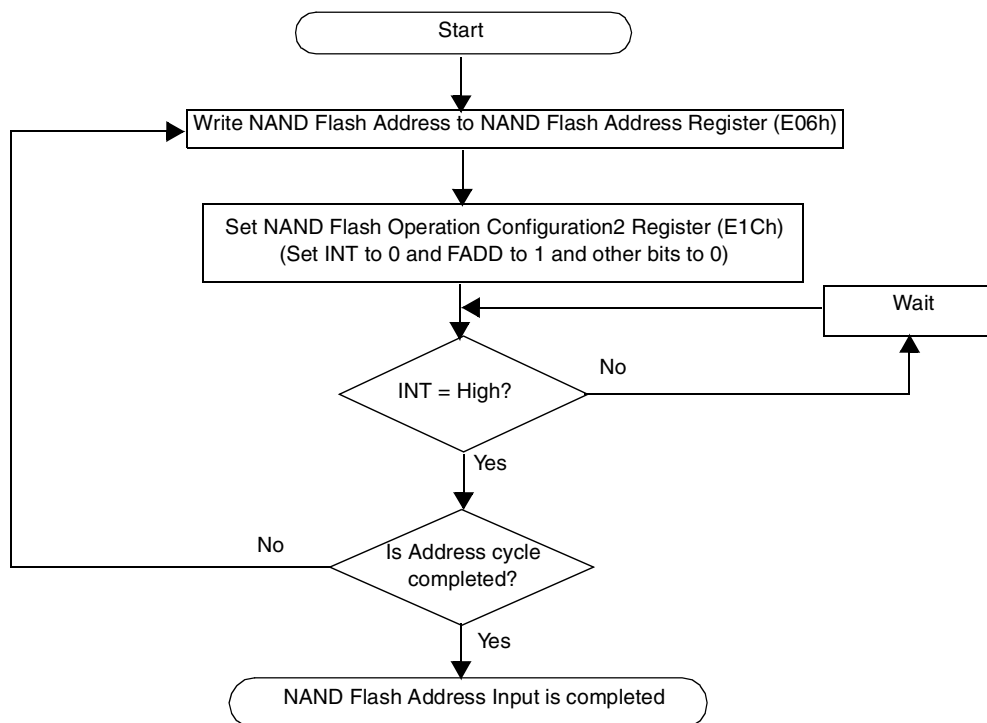 Start
Write NAND Flash Address to NAND Flash Address Register (E06h)
Set NAND Flash Operation Configuration2 Register (E1Ch)
(Set INT to 0 and FADD to 1 and other bits to 0)
Wait
No
INT = High?
Yes
No
Is Address cycle
completed?
Yes
NAND Flash Address Input is completed